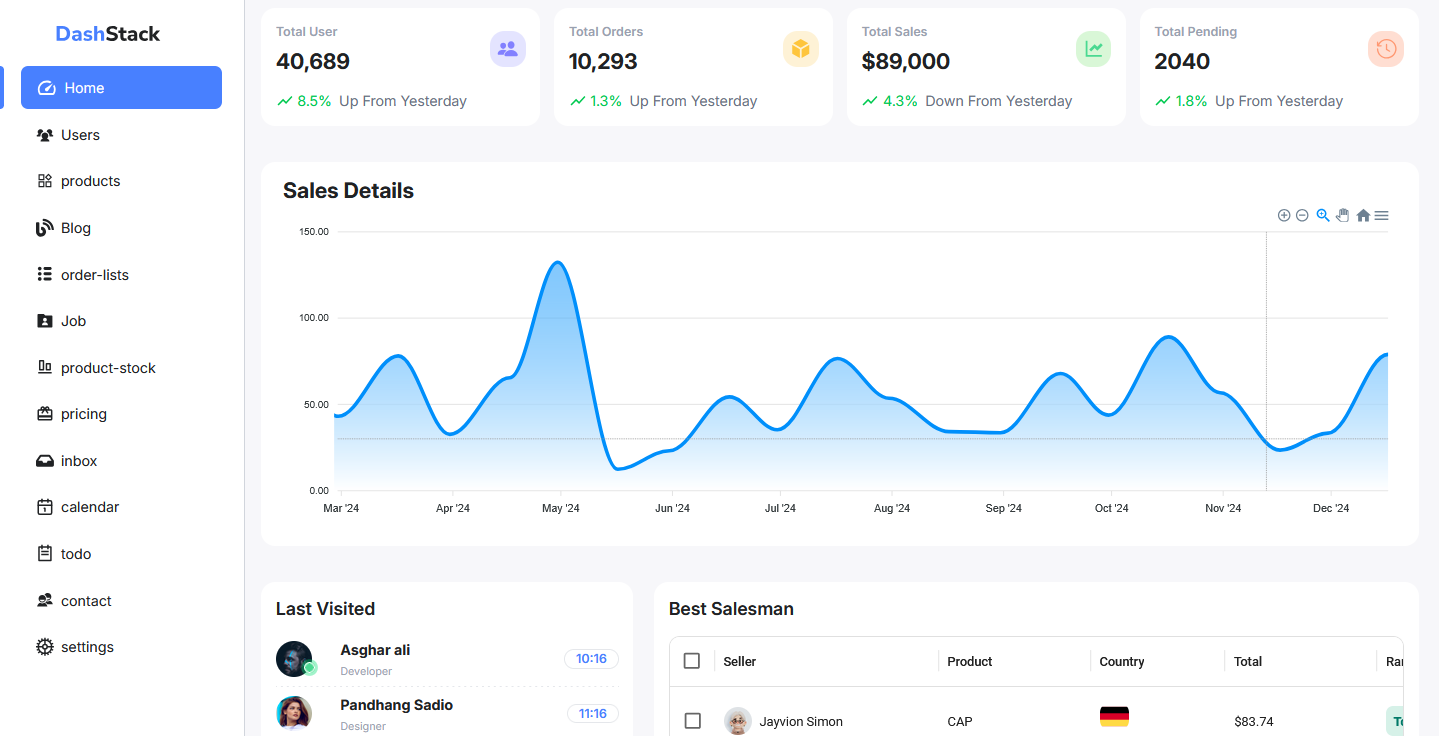 DashStack
Home
Users
products
Blog
order-lists
Job
product-stock
pricing
inbox
calendar
todo
contact
settings
Total User
40,689
8.5% Up From Yesterday
Total Orders
10,293
1.3% Up From Yesterday
Total Sales
$89,000
4.3% Down From Yesterday
Total Pending
2040
1.8% Up From Yesterday
Sales Details
150.00
100.00
50.00
0.00
Mar '24 Apr '24 May '24 Jun '24 Jul '24 Aug '24 Sep '24 Oct '24 Nov '24 Dec '24
Last Visited
Asghar ali
Developer
10:16
Pandhang Sadio
Designer
11:16
Best Salesman
Seller Product Country Total
Jayvion Simon CAP $83.74